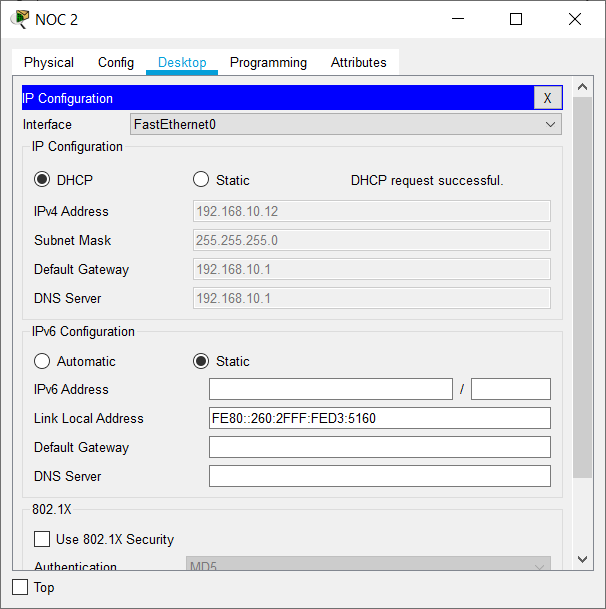 NOC 2
Physical Config Desktop Programming Attributes
IP Configuration X
Interface FastEthernet0
IP Configuration
DHCP Static DHCP request successful.
IPv4 Address 192.168.10.12
Subnet Mask 255.255.255.0
Default Gateway 192.168.10.1
DNS Server 192.168.10.1
IPv6 Configuration
Automatic Static
IPv6 Address /
Link Local Address FE80::260:2FFF:FED3:5160
Default Gateway
DNS Server
802.1X
Use 802.1X Security
Authentication MD5
Top